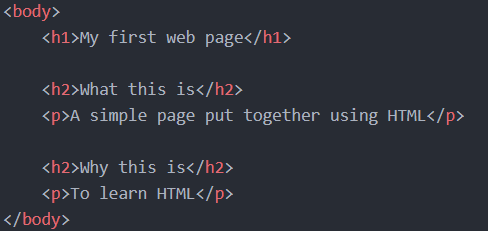 <body>
<h1>My first web page</h1>
<h2>What this is</h2>
<p>A simple page put together using HTML</p>
<h2>Why this is</h2>
<p>To learn HTML</p>
</body>